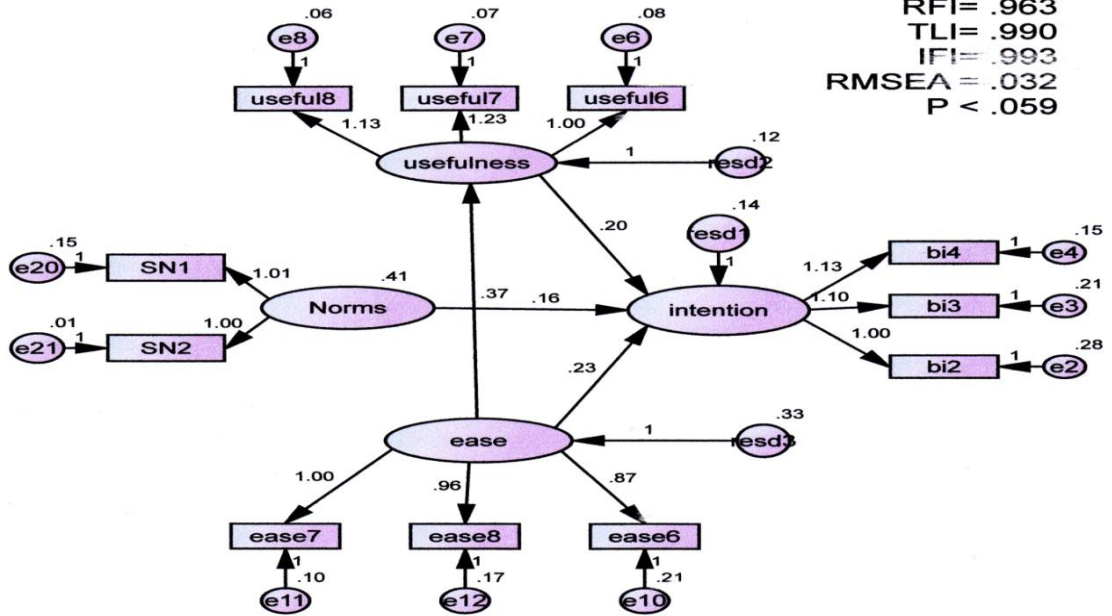 RFI= .963
TLI= .990
IFI= .993
RMSEA = .032
P < .059
.06 .07 .08
e8 e7 e6
1 1 1
useful8 useful7 useful6
1.13 1.23 1.00
.12
usefulness 1 resd2
.14
.20 resd1
.15 1 .15
e20 1 SN1 1.01 .41 1.13 bi4 1 e4
.21
Norms .37 .16 intention 1.10 bi3 1 e3
.01 1.00 1.00 .28
e21 1 SN2 bi2 1 e2
.23
.33
ease 1 resd3
1.00 .96 .87
ease7 ease8 ease6
1 1 1
.10 .17 .21
e11 e12 e10